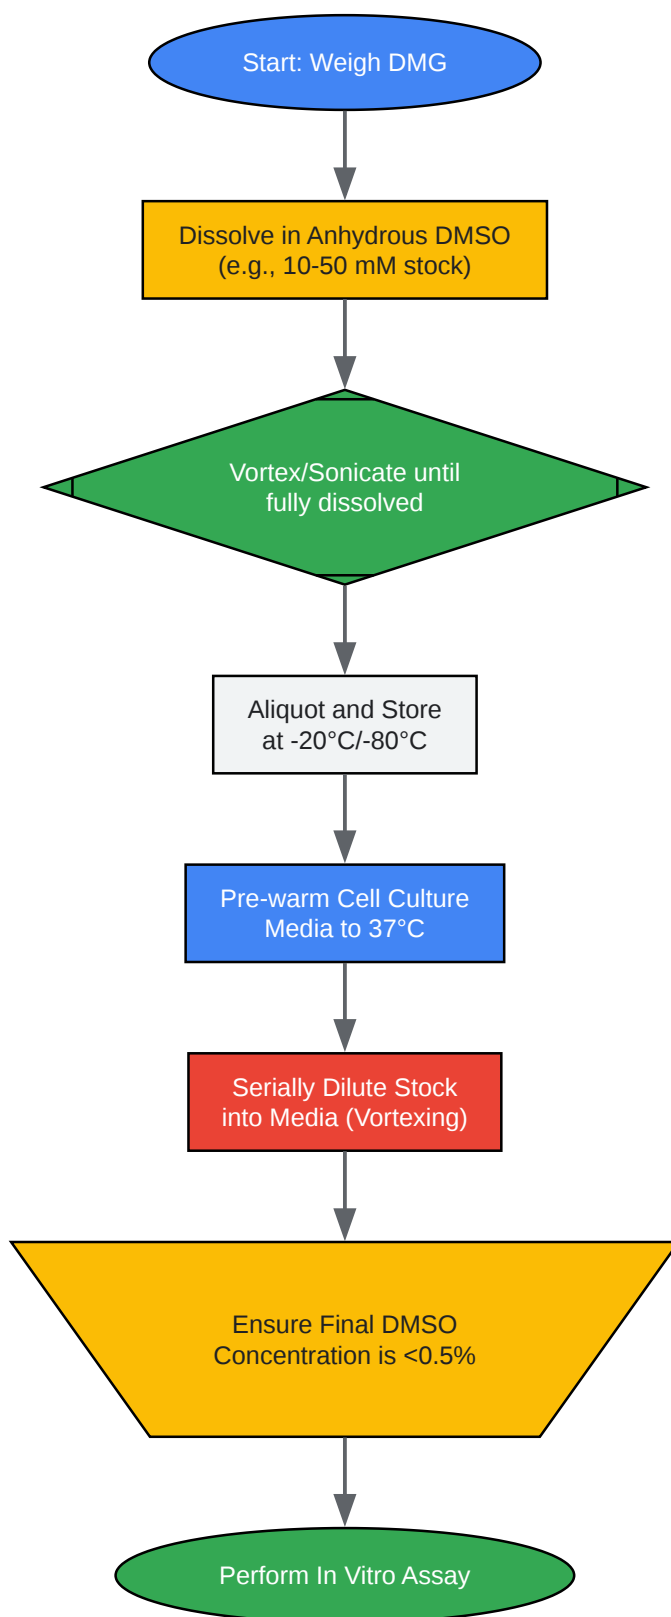 Start: Weigh DMG
Dissolve in Anhydrous DMSO
(e.g., 10-50 mM stock)
Vortex/Sonicate until
fully dissolved
Aliquot and Store
at -20°C/-80°C
Pre-warm Cell Culture
Media to 37°C
Serially Dilute Stock
into Media (Vortexing)
Ensure Final DMSO
Concentration is <0.5%
Perform In Vitro Assay